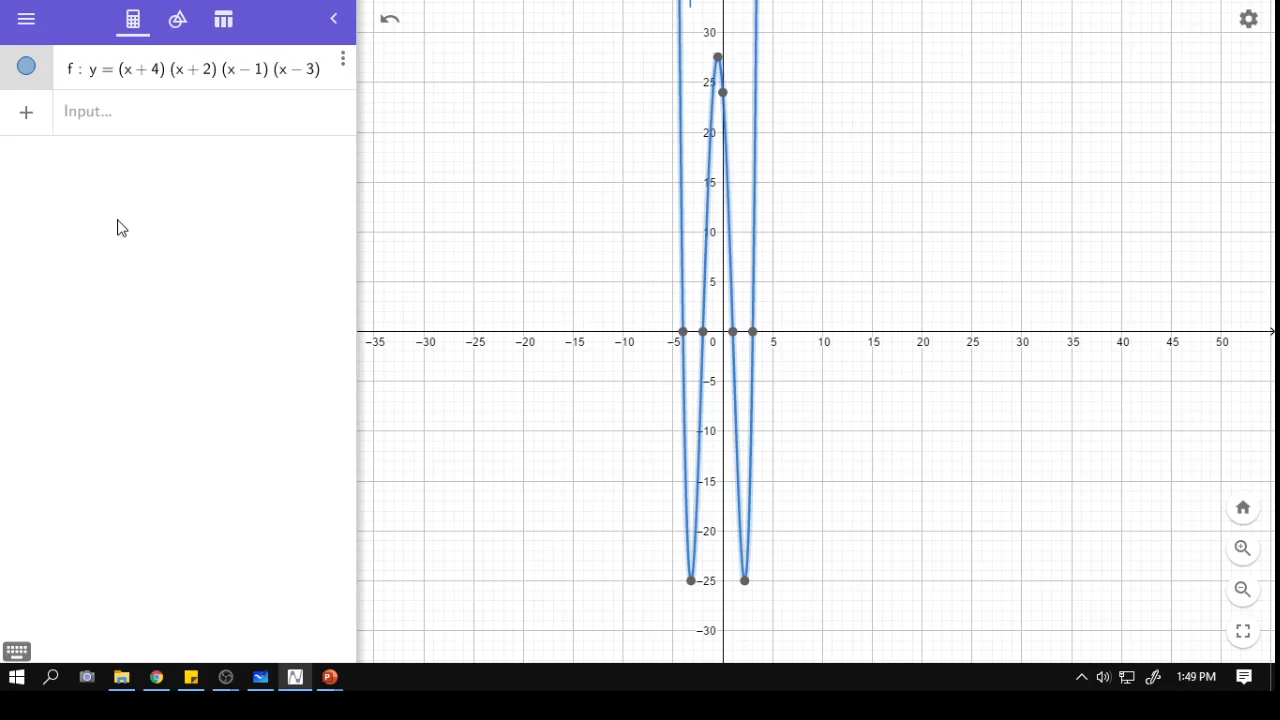 f : y = (x + 4) (x + 2) (x − 1) (x − 3)
Input...
f
30
25
20
15
10
5
−35 −30 −25 −20 −15 −10 −5 0 5 10 15 20 25 30 35 40 45 50
−5
−10
−15
−20
−25
−30
1:49 PM